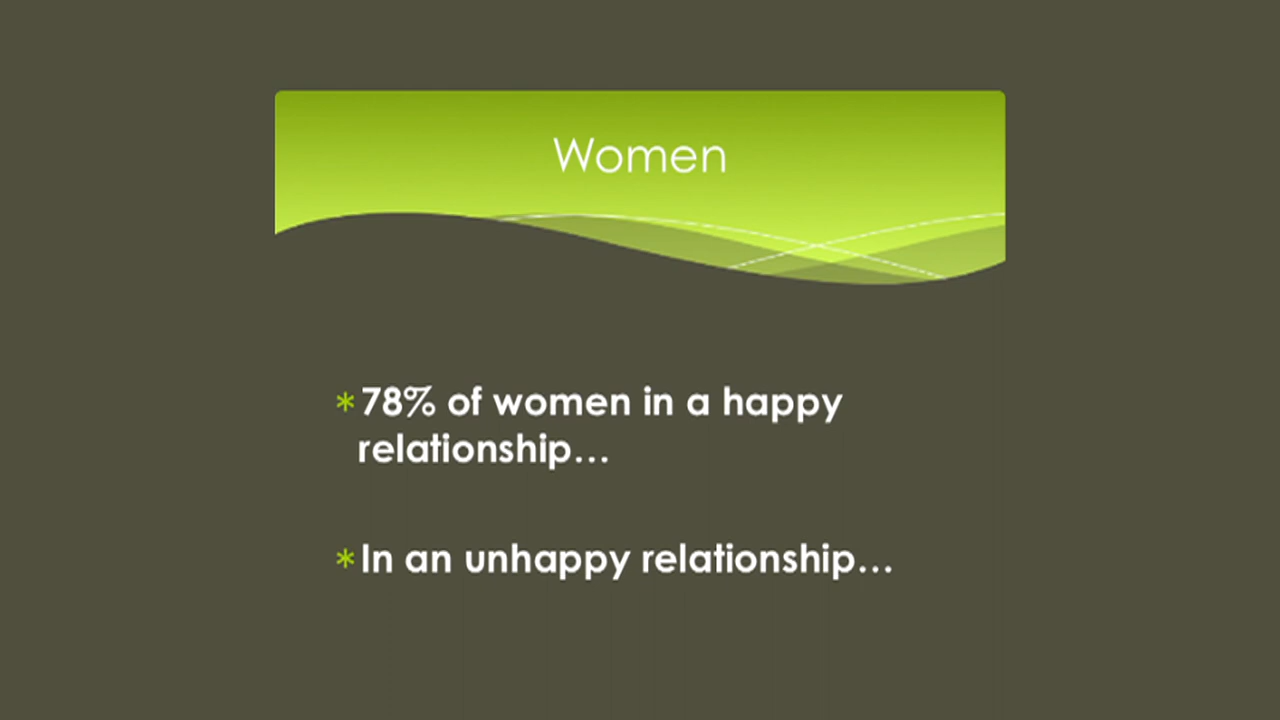 Women
*78% of women in a happy
relationship...
*In an unhappy relationship...